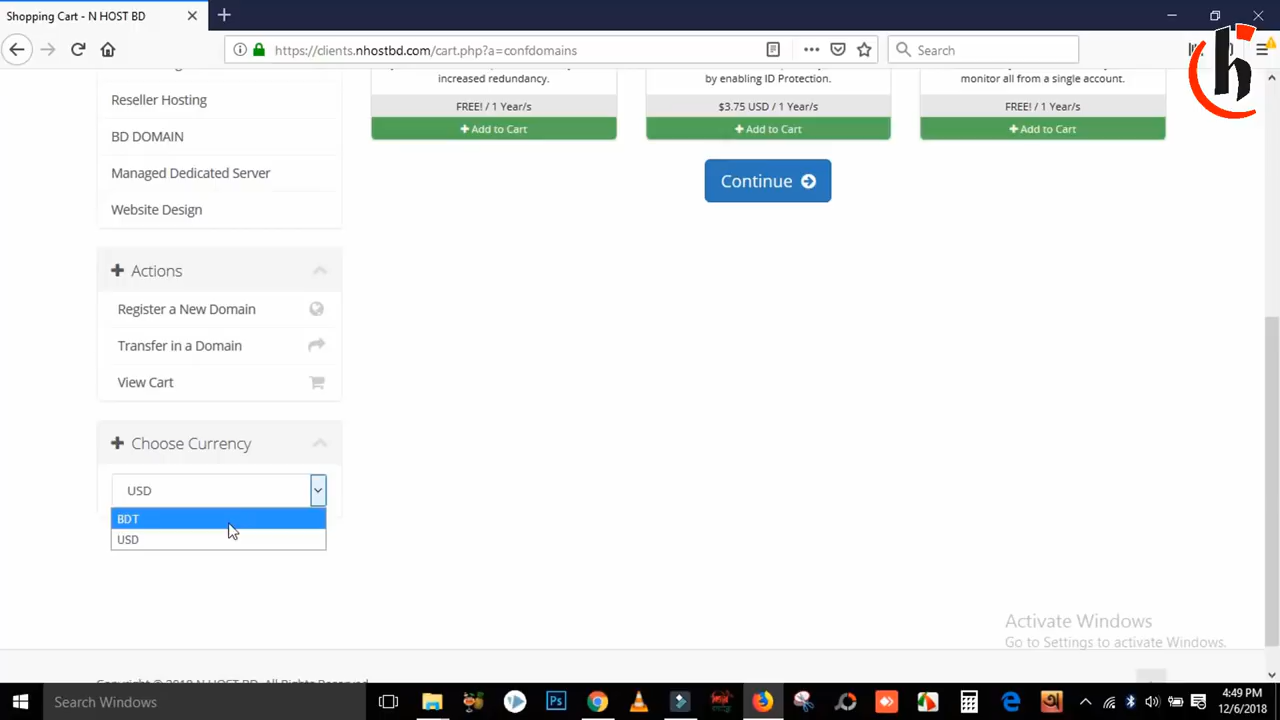 Shopping Cart - N HOST BD
https://clients.nhostbd.com/cart.php?a=confdomains
Search
increased redundancy.
by enabling ID Protection.
monitor all from a single account.
Reseller Hosting
FREE! / 1 Year/s
$3.75 USD / 1 Year/s
FREE! / 1 Year/s
Add to Cart
Add to Cart
Add to Cart
BD DOMAIN
Managed Dedicated Server
Continue
Website Design
Actions
Register a New Domain
Transfer in a Domain
View Cart
Choose Currency
USD
BDT
USD
Activate Windows
Go to Settings to activate Windows.
Search Windows
4:49 PM
12/6/2018